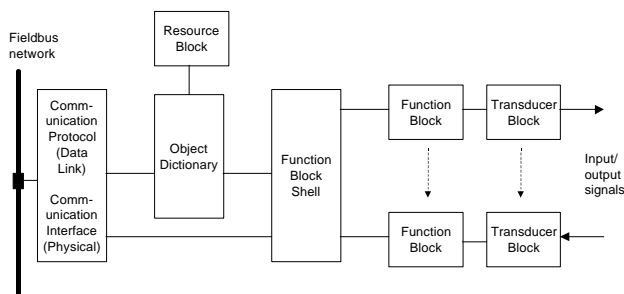 Fieldbus
network
Resource
Block
Comm-
unication
Protocol
(Data
Link)
Comm-
unication
Interface
(Physical)
Object
Dictionary
Function
Block
Shell
Function
Block
Transducer
Block
Input/
output
signals
Function
Block
Transducer
Block